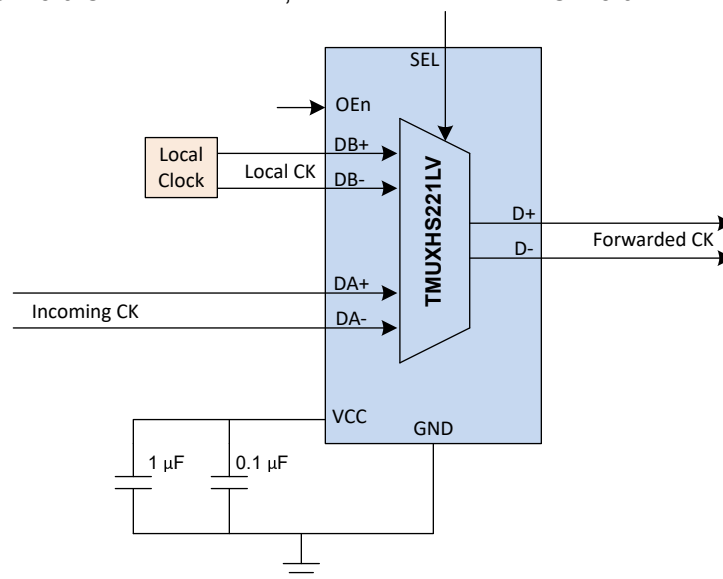 SEL
OEn
DB+
Local
Clock
Local CK
DB-
TMUXHS221LV
D+
Forwarded CK
D-
DA+
Incoming CK
DA-
VCC
GND
1 µF
0.1 µF